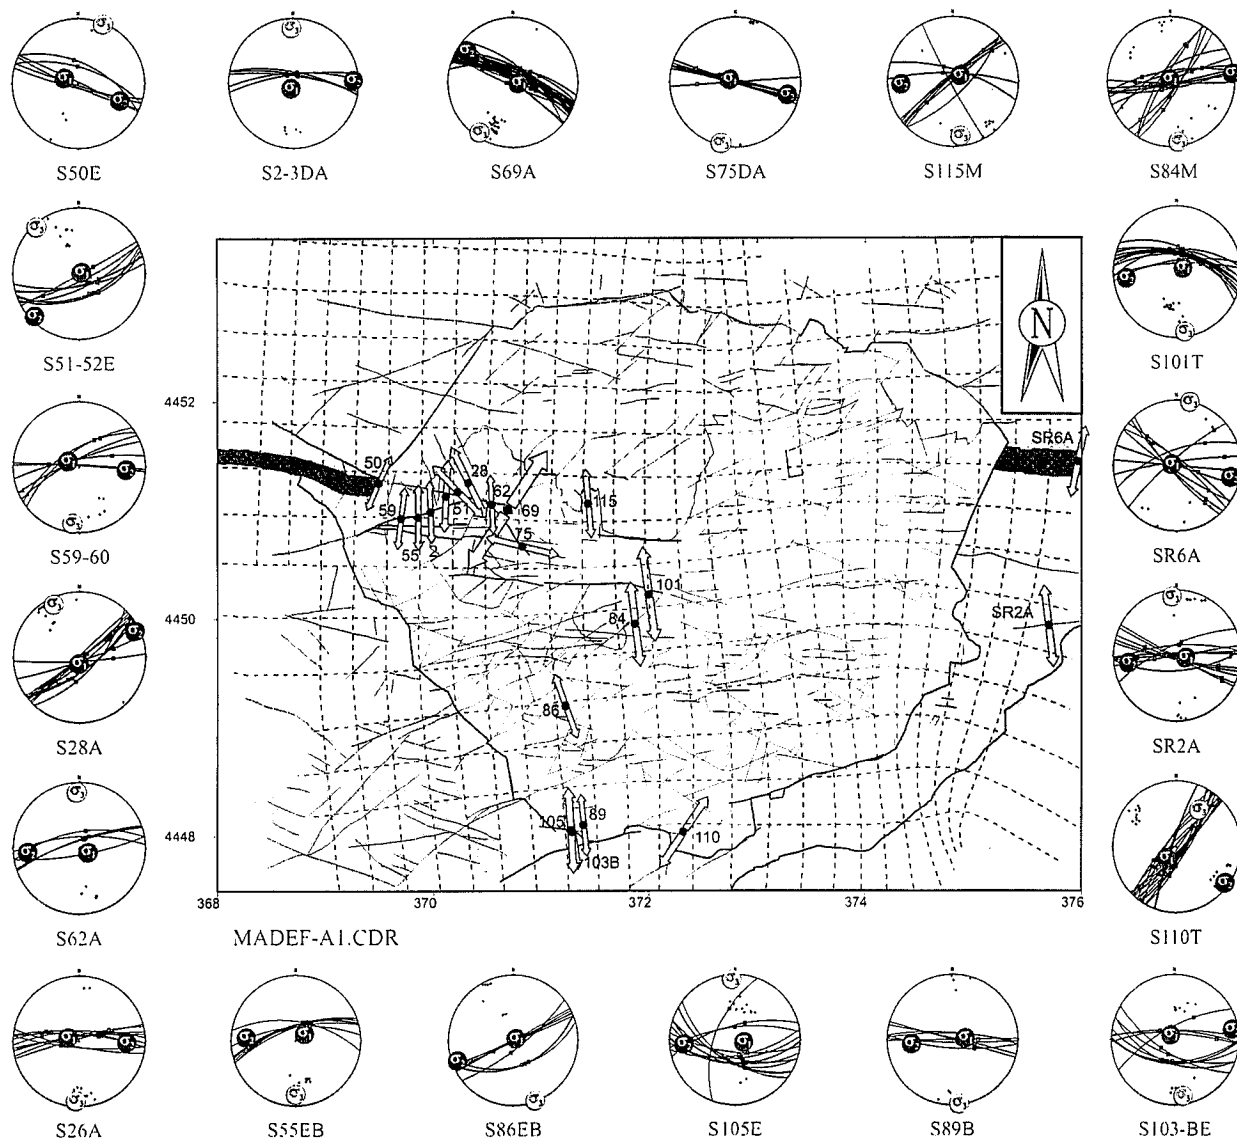 S50E
S2-3DA
S69A
S75DA
S115M
S84M
S51-52E
S101T
S59-60
SR6A
S28A
SR2A
S62A
S110T
N
4452
4450
4448
SR6A
50
28
62
69
115
59
51
55
2
75
101
84
SR2A
86
105
89
103B
110
368
370
372
374
376
MADEF-A1.CDR
S26A
S55EB
S86EB
S105E
S89B
S103-BE